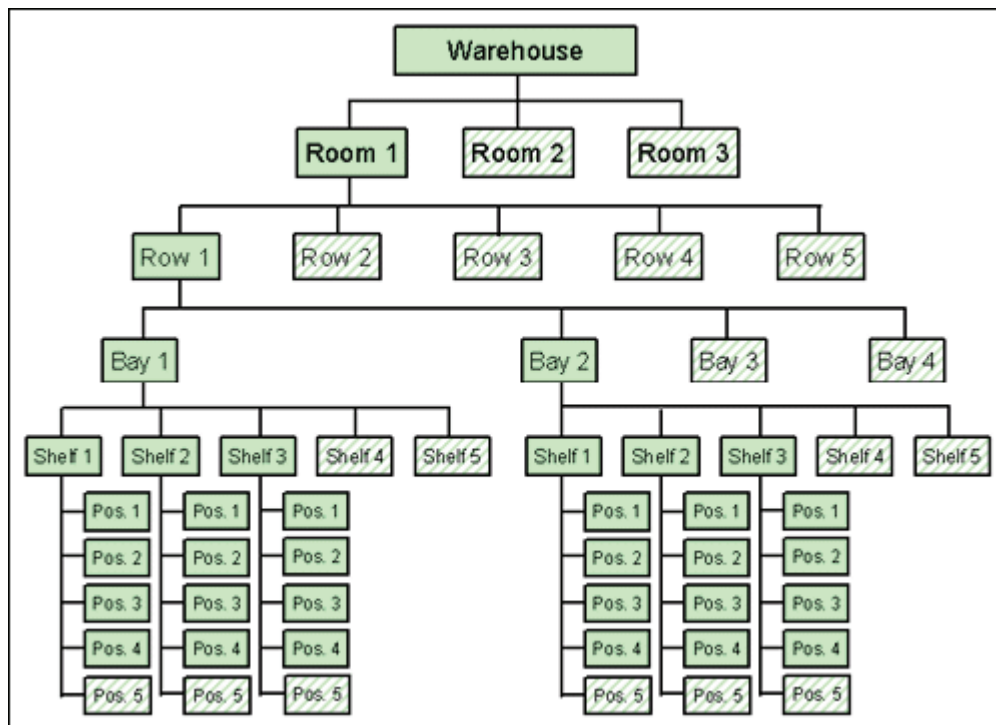 Warehouse
Room 1 Room 2 Room 3
Row 1 Row 2 Row 3 Row 4 Row 5
Bay 1 Bay 2 Bay 3 Bay 4
Shelf 1 Shelf 2 Shelf 3 Shelf 4 Shelf 5 Shelf 1 Shelf 2 Shelf 3 Shelf 4 Shelf 5
Pos. 1 Pos. 1 Pos. 1 Pos. 1 Pos. 1 Pos. 1
Pos. 2 Pos. 2 Pos. 2 Pos. 2 Pos. 2 Pos. 2
Pos. 3 Pos. 3 Pos. 3 Pos. 3 Pos. 3 Pos. 3
Pos. 4 Pos. 4 Pos. 4 Pos. 4 Pos. 4 Pos. 4
Pos. 5 Pos. 5 Pos. 5 Pos. 5 Pos. 5 Pos. 5